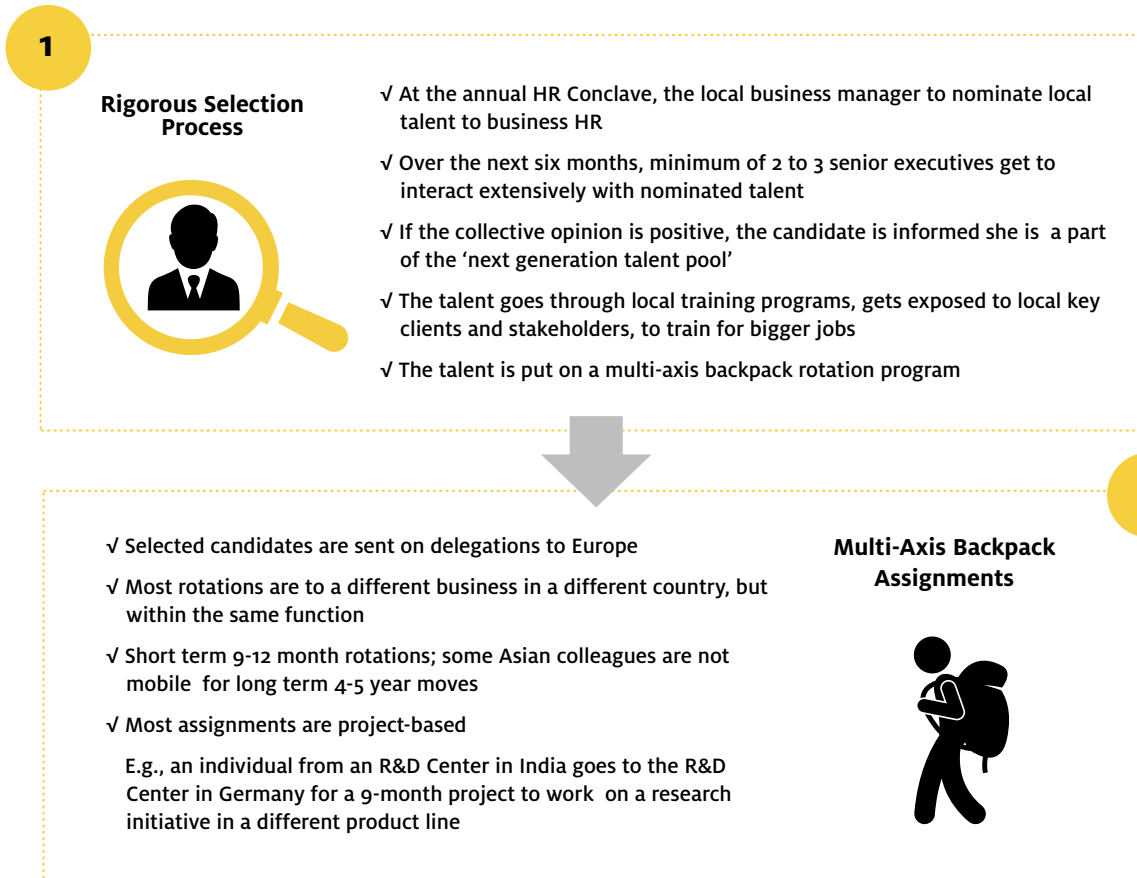 1
Rigorous Selection
Process
√ At the annual HR Conclave, the local business manager to nominate local
talent to business HR
√ Over the next six months, minimum of 2 to 3 senior executives get to
interact extensively with nominated talent
√ If the collective opinion is positive, the candidate is informed she is a part
of the ‘next generation talent pool’
√ The talent goes through local training programs, gets exposed to local key
clients and stakeholders, to train for bigger jobs
√ The talent is put on a multi-axis backpack rotation program
√ Selected candidates are sent on delegations to Europe
√ Most rotations are to a different business in a different country, but
within the same function
√ Short term 9-12 month rotations; some Asian colleagues are not
mobile for long term 4-5 year moves
√ Most assignments are project-based
E.g., an individual from an R&D Center in India goes to the R&D
Center in Germany for a 9-month project to work on a research
initiative in a different product line
Multi-Axis Backpack
Assignments